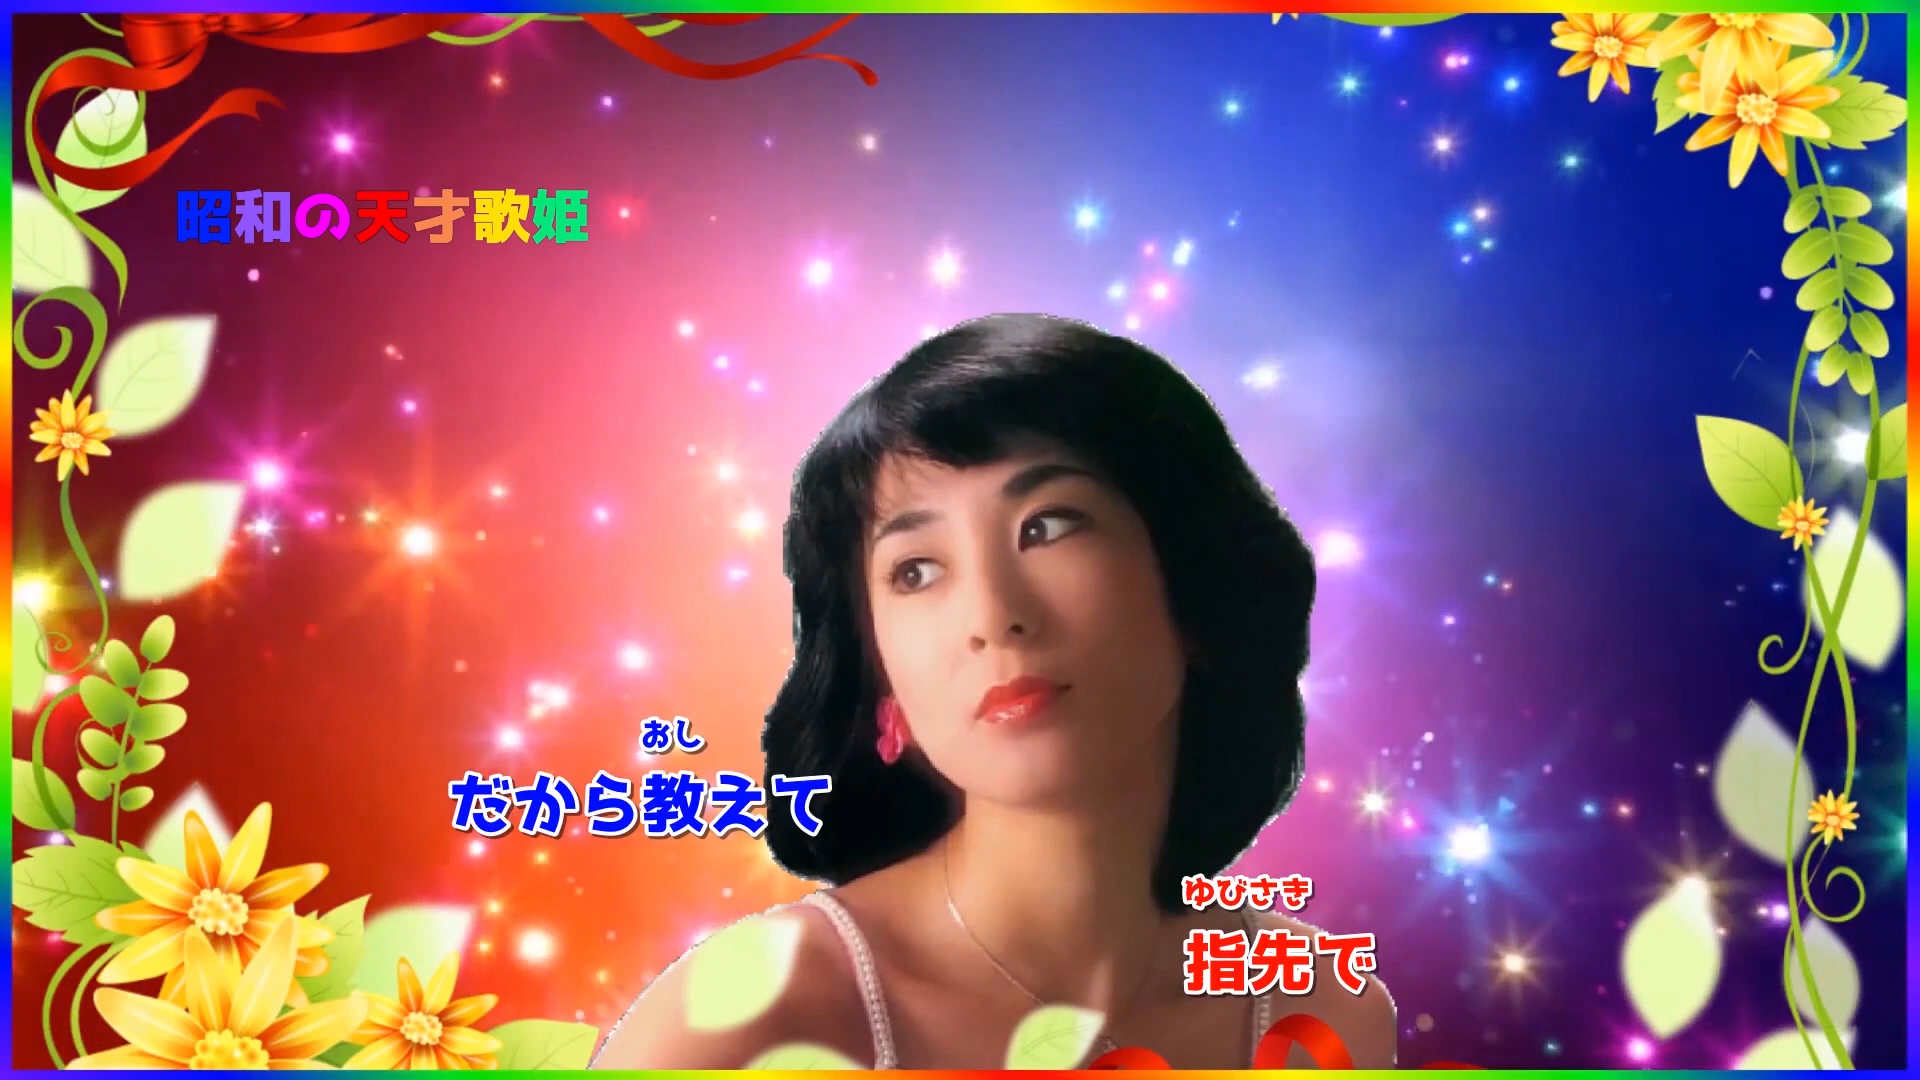 昭和の天才歌姫
おし
だから教えて
ゆびさき
指先で